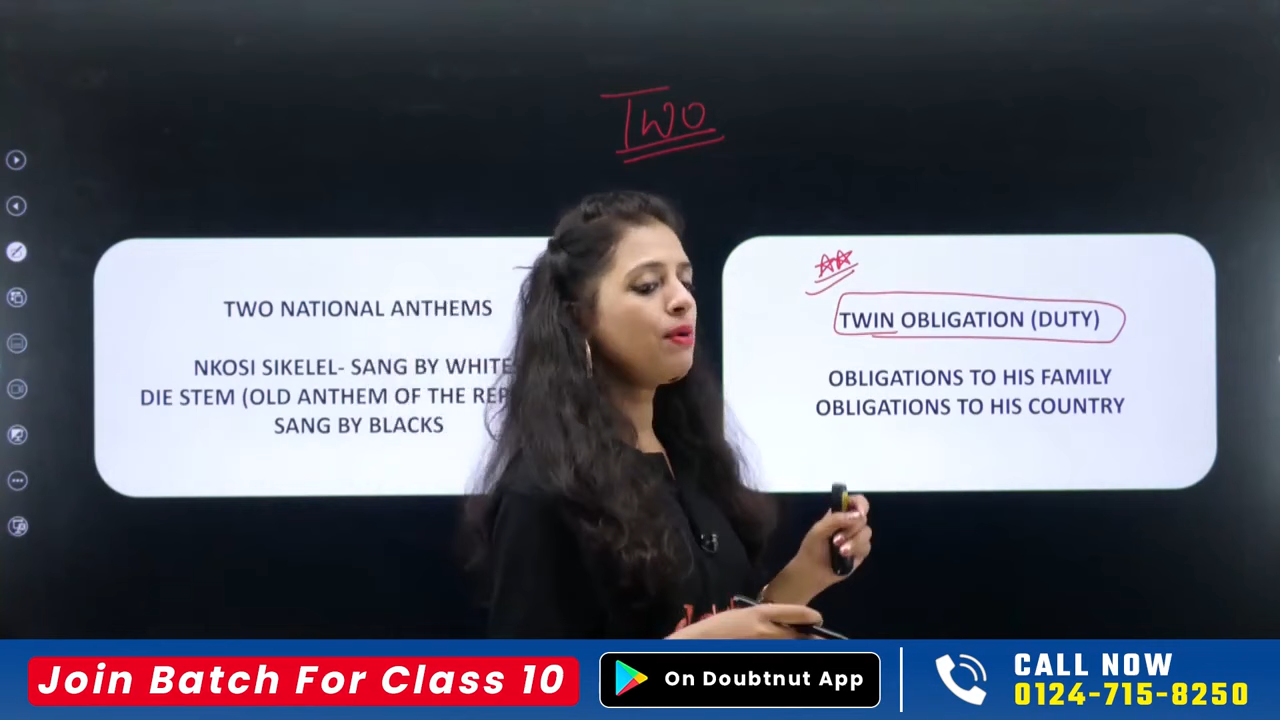 Two
TWO NATIONAL ANTHEMS
NKOSI SIKELEL- SANG BY WHITE
DIE STEM (OLD ANTHEM OF THE
SANG BY BLACKS
TWIN OBLIGATION (DUTY)
OBLIGATIONS TO HIS FAMILY
OBLIGATIONS TO HIS COUNTRY
Join Batch For Class 10
On Doubtnut App
CALL NOW
0124-715-8250